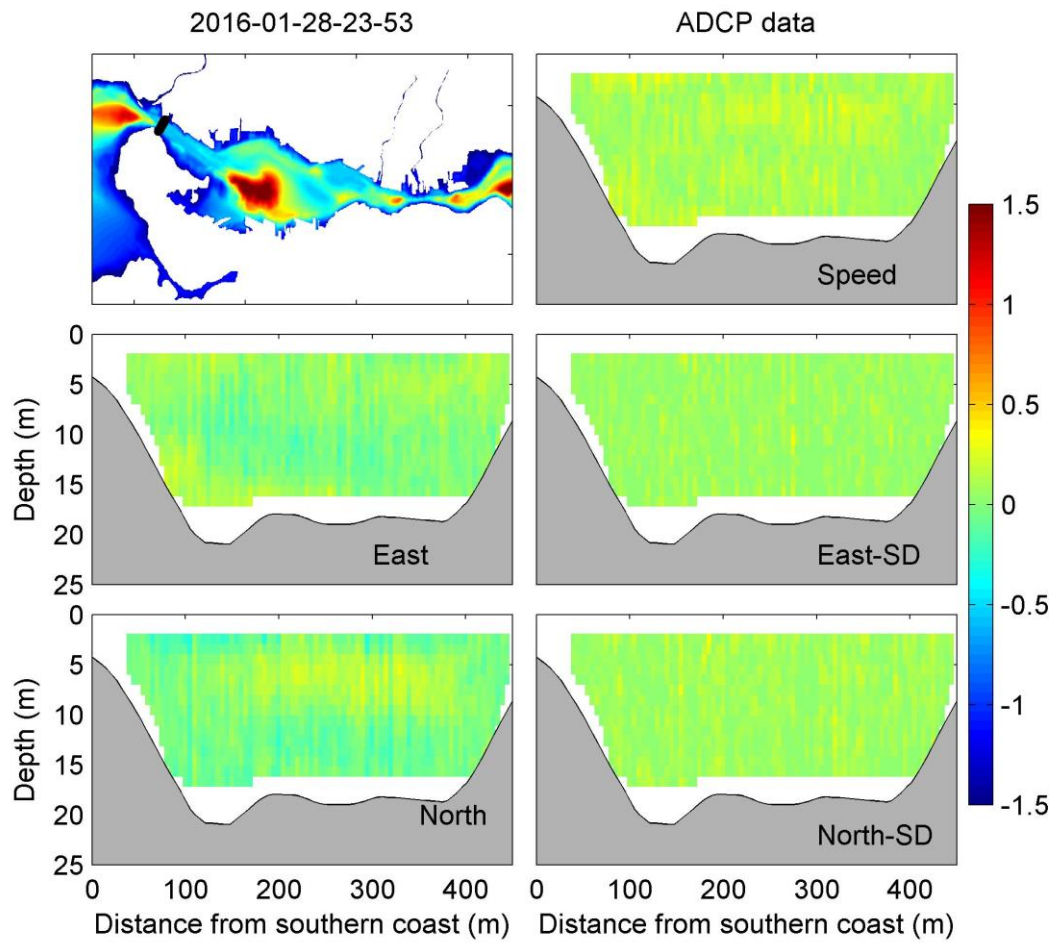 2016-01-28-23-53
ADCP data
Speed
1.5
1
0.5
0
-0.5
-1
-1.5
0
5
10
15
20
25
Depth (m)
East
East-SD
0
5
10
15
20
25
Depth (m)
North
North-SD
0 100 200 300 400
0 100 200 300 400
Distance from southern coast (m)
Distance from southern coast (m)